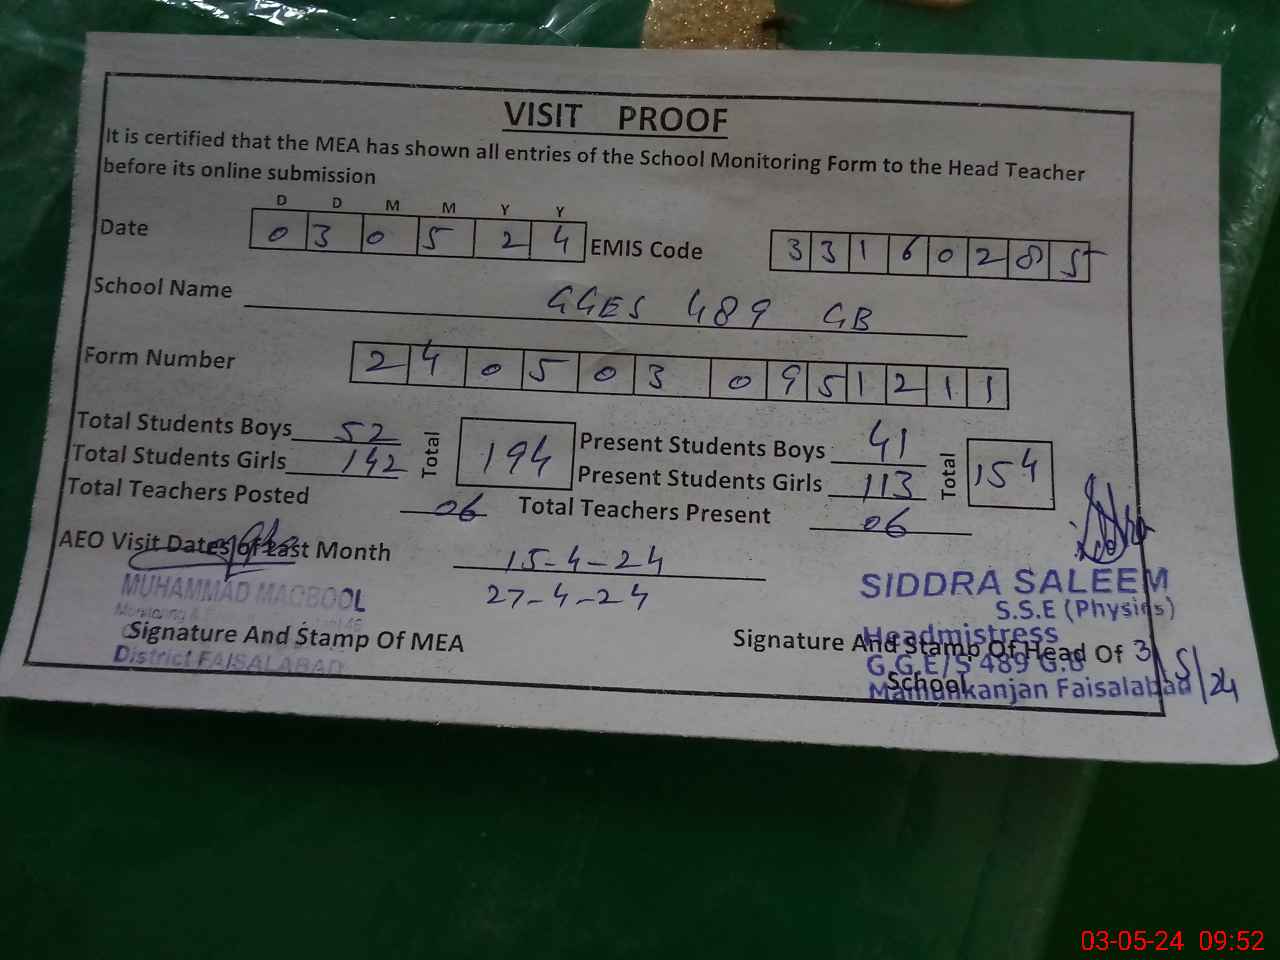 VISIT PROOF
It is certified that the MEA has shown all entries of the School Monitoring Form to the Head Teacher
before its online submission
D D M M Y Y
Date 0 3 0 5 2 4 EMIS Code 3 3 1 6 0 2 8 5
School Name GGES 489 GB
Form Number 2 4 0 5 0 3 0 9 5 1 2 1 1
Total Students Boys 52 Total 194 Present Students Boys 41 Total 154
Total Students Girls 142 Present Students Girls 113
Total Teachers Posted 06 Total Teachers Present 06
AEO Visit Dates of Last Month 15-4-24
27-4-24
MUHAMMAD MAQBOOL
Signature And Stamp Of MEA
District FAISALABAD
SIDDRA SALEEM
S.S.E (Physics)
Headmistress
Signature And Stamp Of Head Of
School
G.G.E/S 489 G.B
Mamunkanjan Faisalabad
3/5/24
03-05-24 09:52